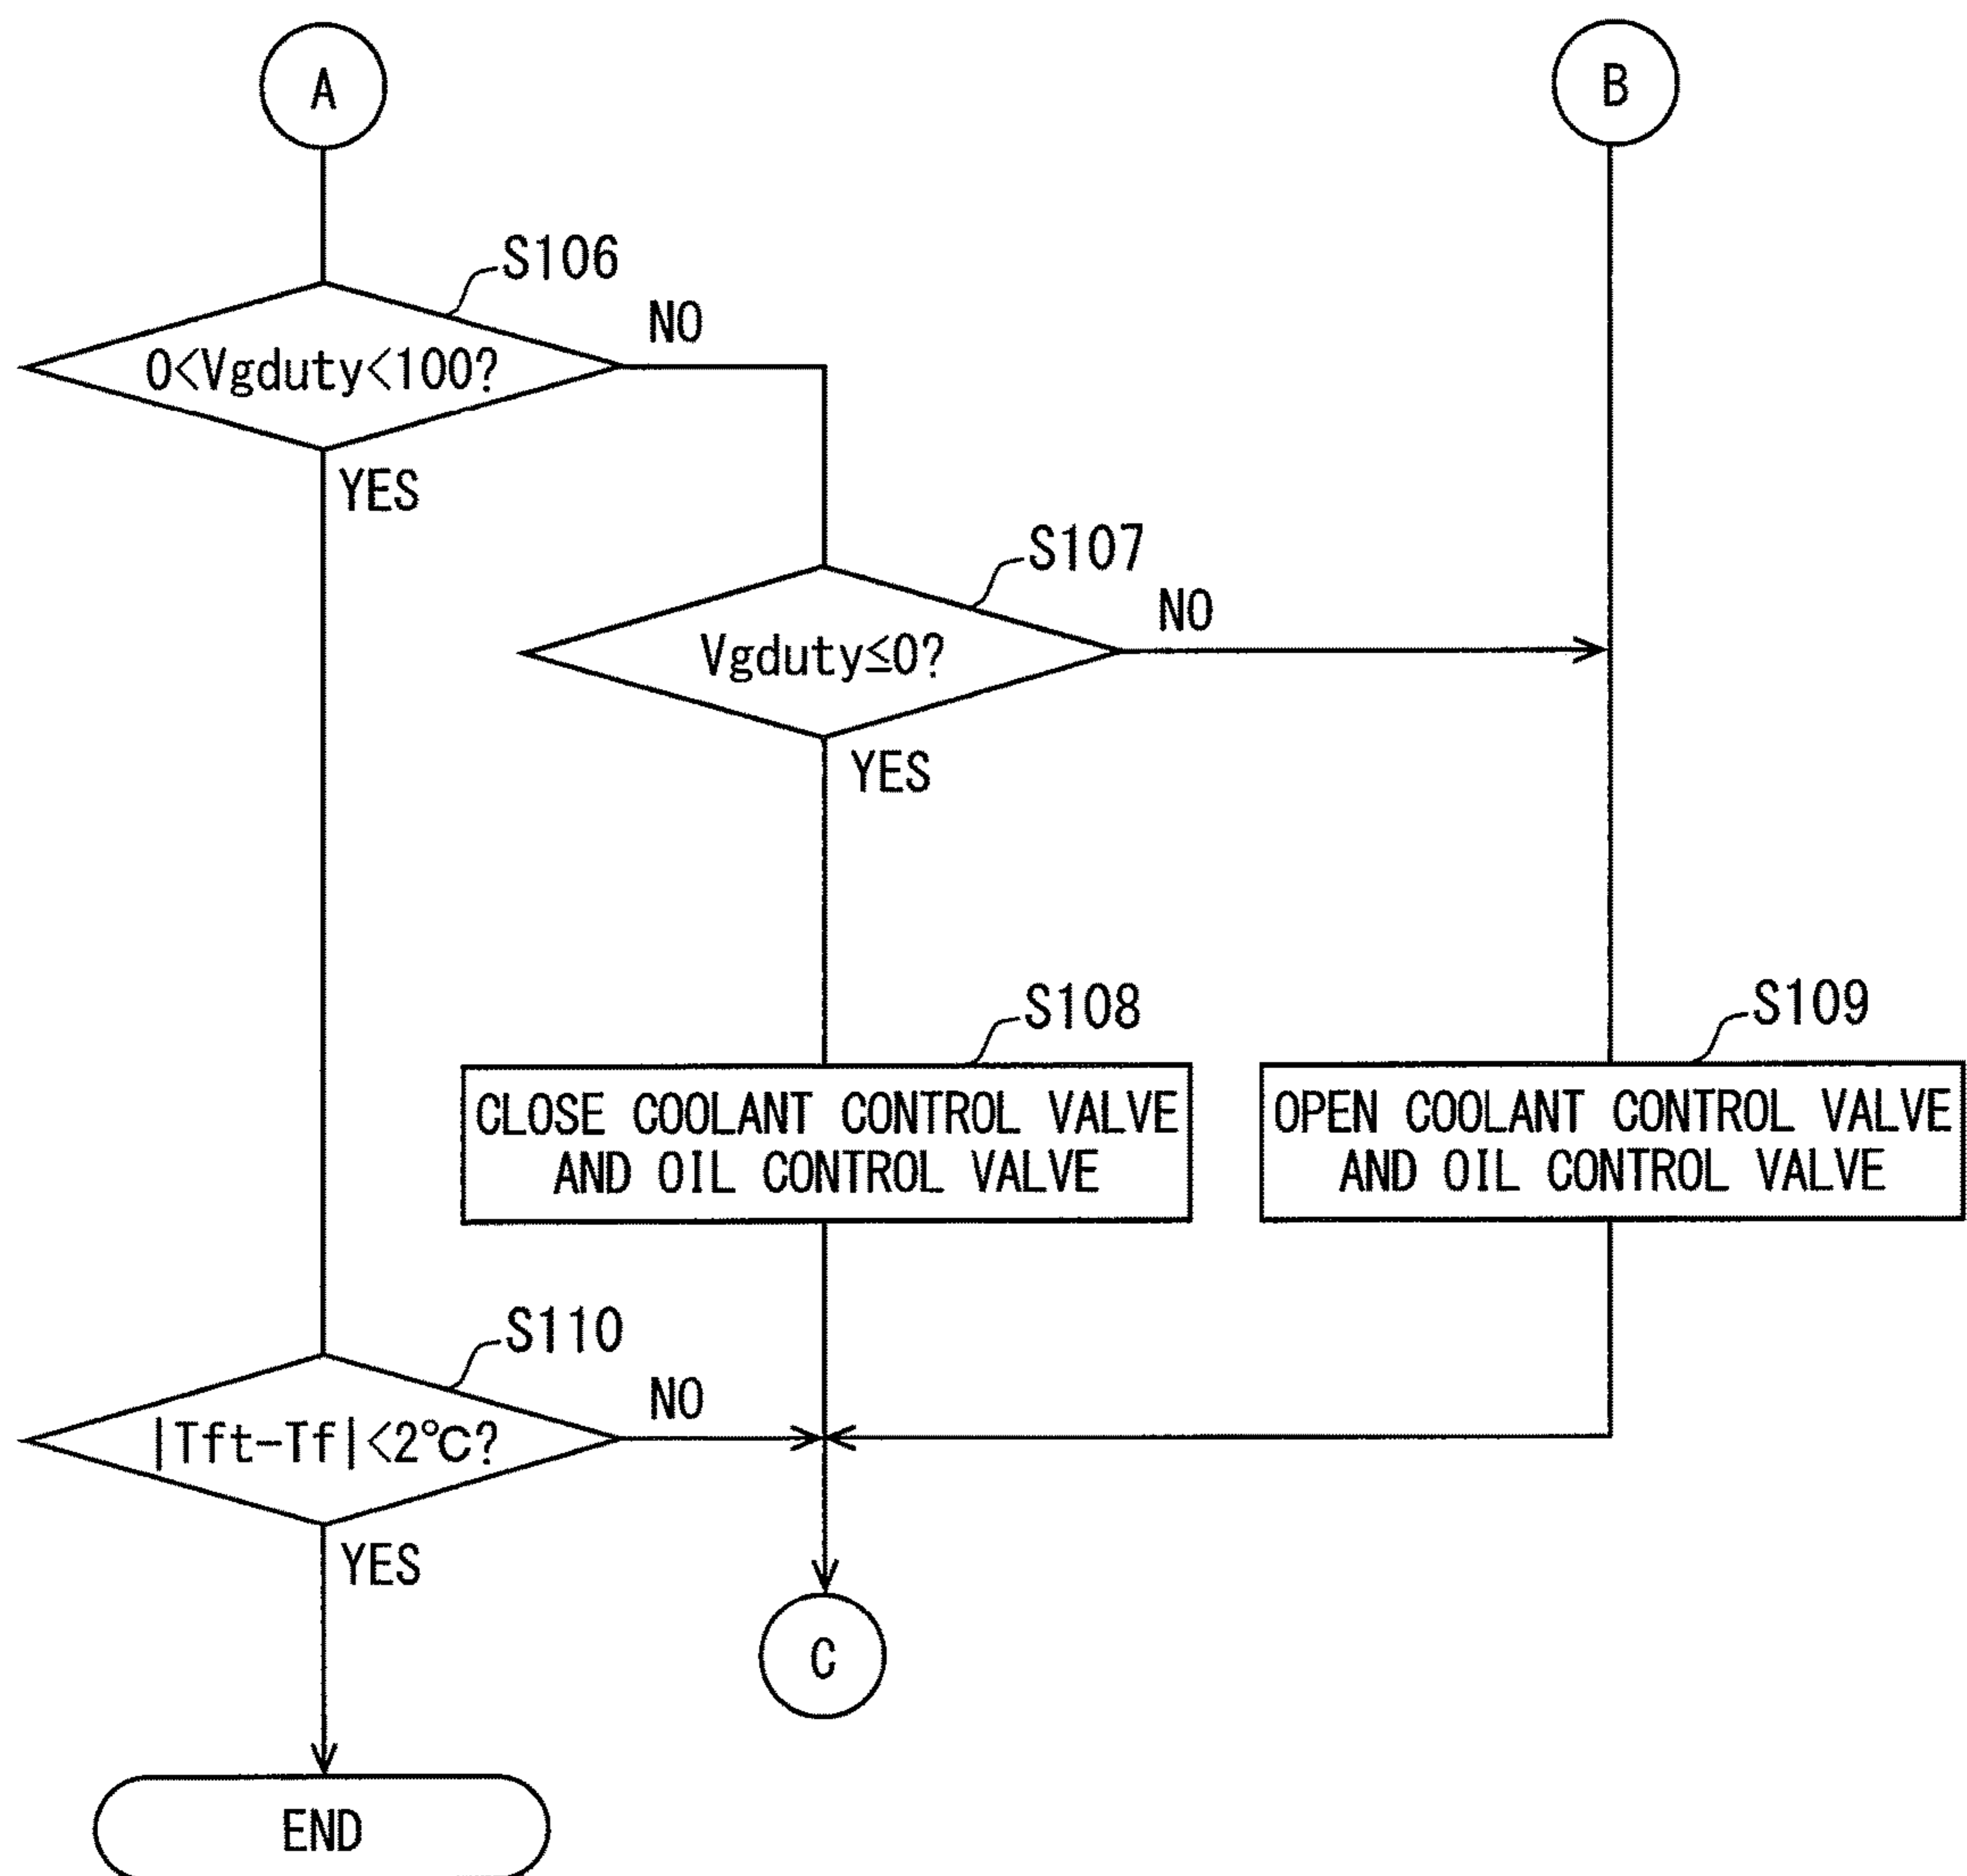 A
B
S106
NO
0<Vgduty<100?
YES
S107
NO
Vgduty≦0?
YES
S108
S109
CLOSE COOLANT CONTROL VALVE
AND OIL CONTROL VALVE
OPEN COOLANT CONTROL VALVE
AND OIL CONTROL VALVE
S110
NO
|Tft-Tf|<2℃?
YES
C
END